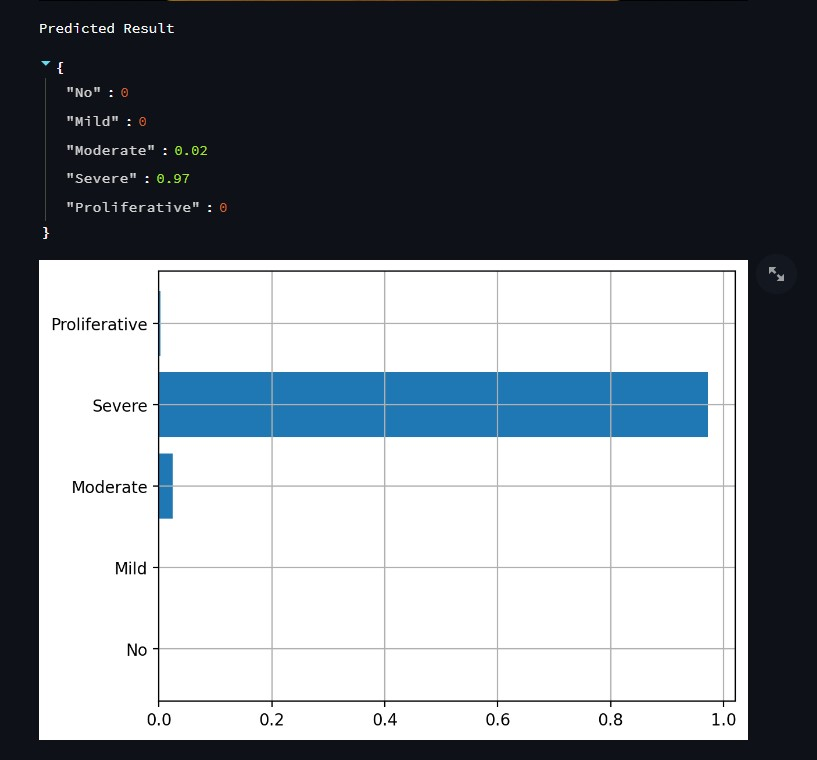 Predicted Result
{
"No" : 0
"Mild" : 0
"Moderate" : 0.02
"Severe" : 0.97
"Proliferative" : 0
}
Proliferative
Severe
Moderate
Mild
No
0.0 0.2 0.4 0.6 0.8 1.0